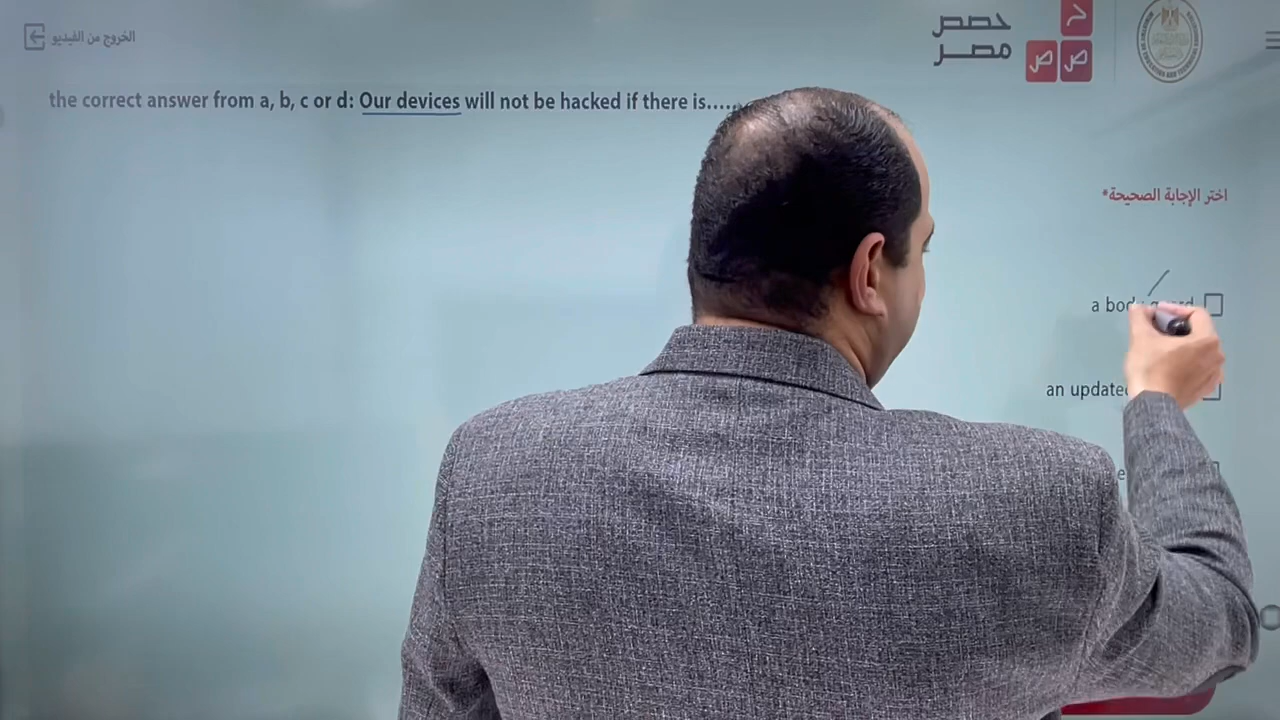 الخروج من الفيديو
حصص
مصر
ح
ص ص
the correct answer from a, b, c or d: Our devices will not be hacked if there is.....
اختر الإجابة الصحيحة*
a body
an updated